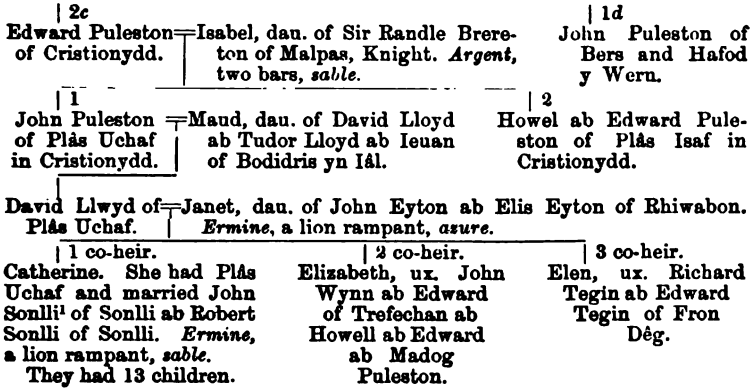 | 2c
Edward Puleston=Isabel, dau. of Sir Randle Brere-
of Cristionydd. ton of Malpas, Knight. Argent,
two bars, sable.
| 1d
John Puleston of
Bers and Hafod
y Wern.
| 1
John Puleston =Maud, dau. of David Lloyd
of Plâs Uchaf ab Tudor Lloyd ab Ieuan
in Cristionydd. of Bodidris yn Iâl.
| 2
Howel ab Edward Pule-
ston of Plâs Isaf in
Cristionydd.
David Llwyd of=Janet, dau. of John Eyton ab Elis Eyton of Rhiwabon.
Plâs Uchaf. Ermine, a lion rampant, azure.
| 1 co-heir.
Catherine. She had Plâs
Uchaf and married John
Sonlli¹ of Sonlli ab Robert
Sonlli of Sonlli. Ermine,
a lion rampant, sable.
They had 13 children.
| 2 co-heir.
Elizabeth, ux. John
Wynn ab Edward
of Trefechan ab
Howell ab Edward
ab Madog
Puleston.
| 3 co-heir.
Elen, ux. Richard
Tegin ab Edward
Tegin of Fron
Dêg.